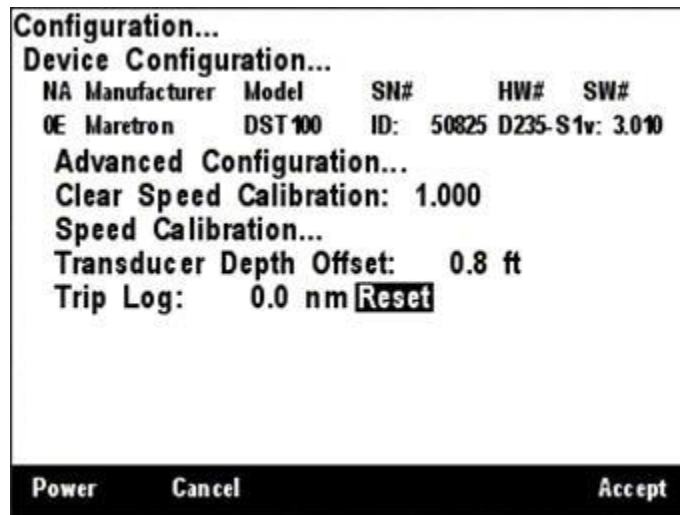 Configuration...
Device Configuration...
NA Manufacturer Model SN# HW# SW#
0E Maretron DST100 ID: 50825 D235-S1v: 3.010
Advanced Configuration...
Clear Speed Calibration: 1.000
Speed Calibration...
Transducer Depth Offset: 0.8 ft
Trip Log: 0.0 nm Reset
Power Cancel Accept